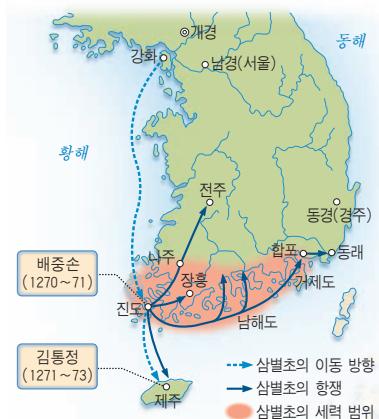 개경
동해
강화
남경(서울)
황해
전주
동경(경주)
나주
합포
동래
배중손
(1270~71)
장흥
거제도
진도
남해도
김통정
(1271~73)
제주
삼별초의 이동 방향
삼별초의 항쟁
삼별초의 세력 범위